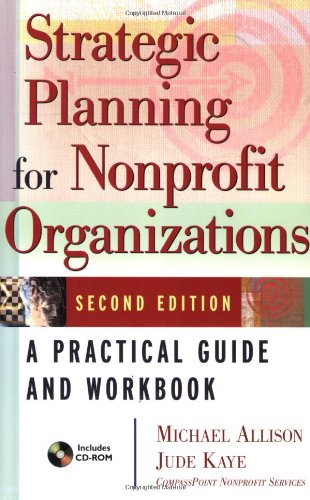 Strategic
Planning
for Nonprofit
Organizations
SECOND EDITION
A PRACTICAL GUIDE
AND WORKBOOK
Includes
CD-ROM
MICHAEL ALLISON
JUDE KAYE
COMPASSPOINT NONPROFIT SERVICES